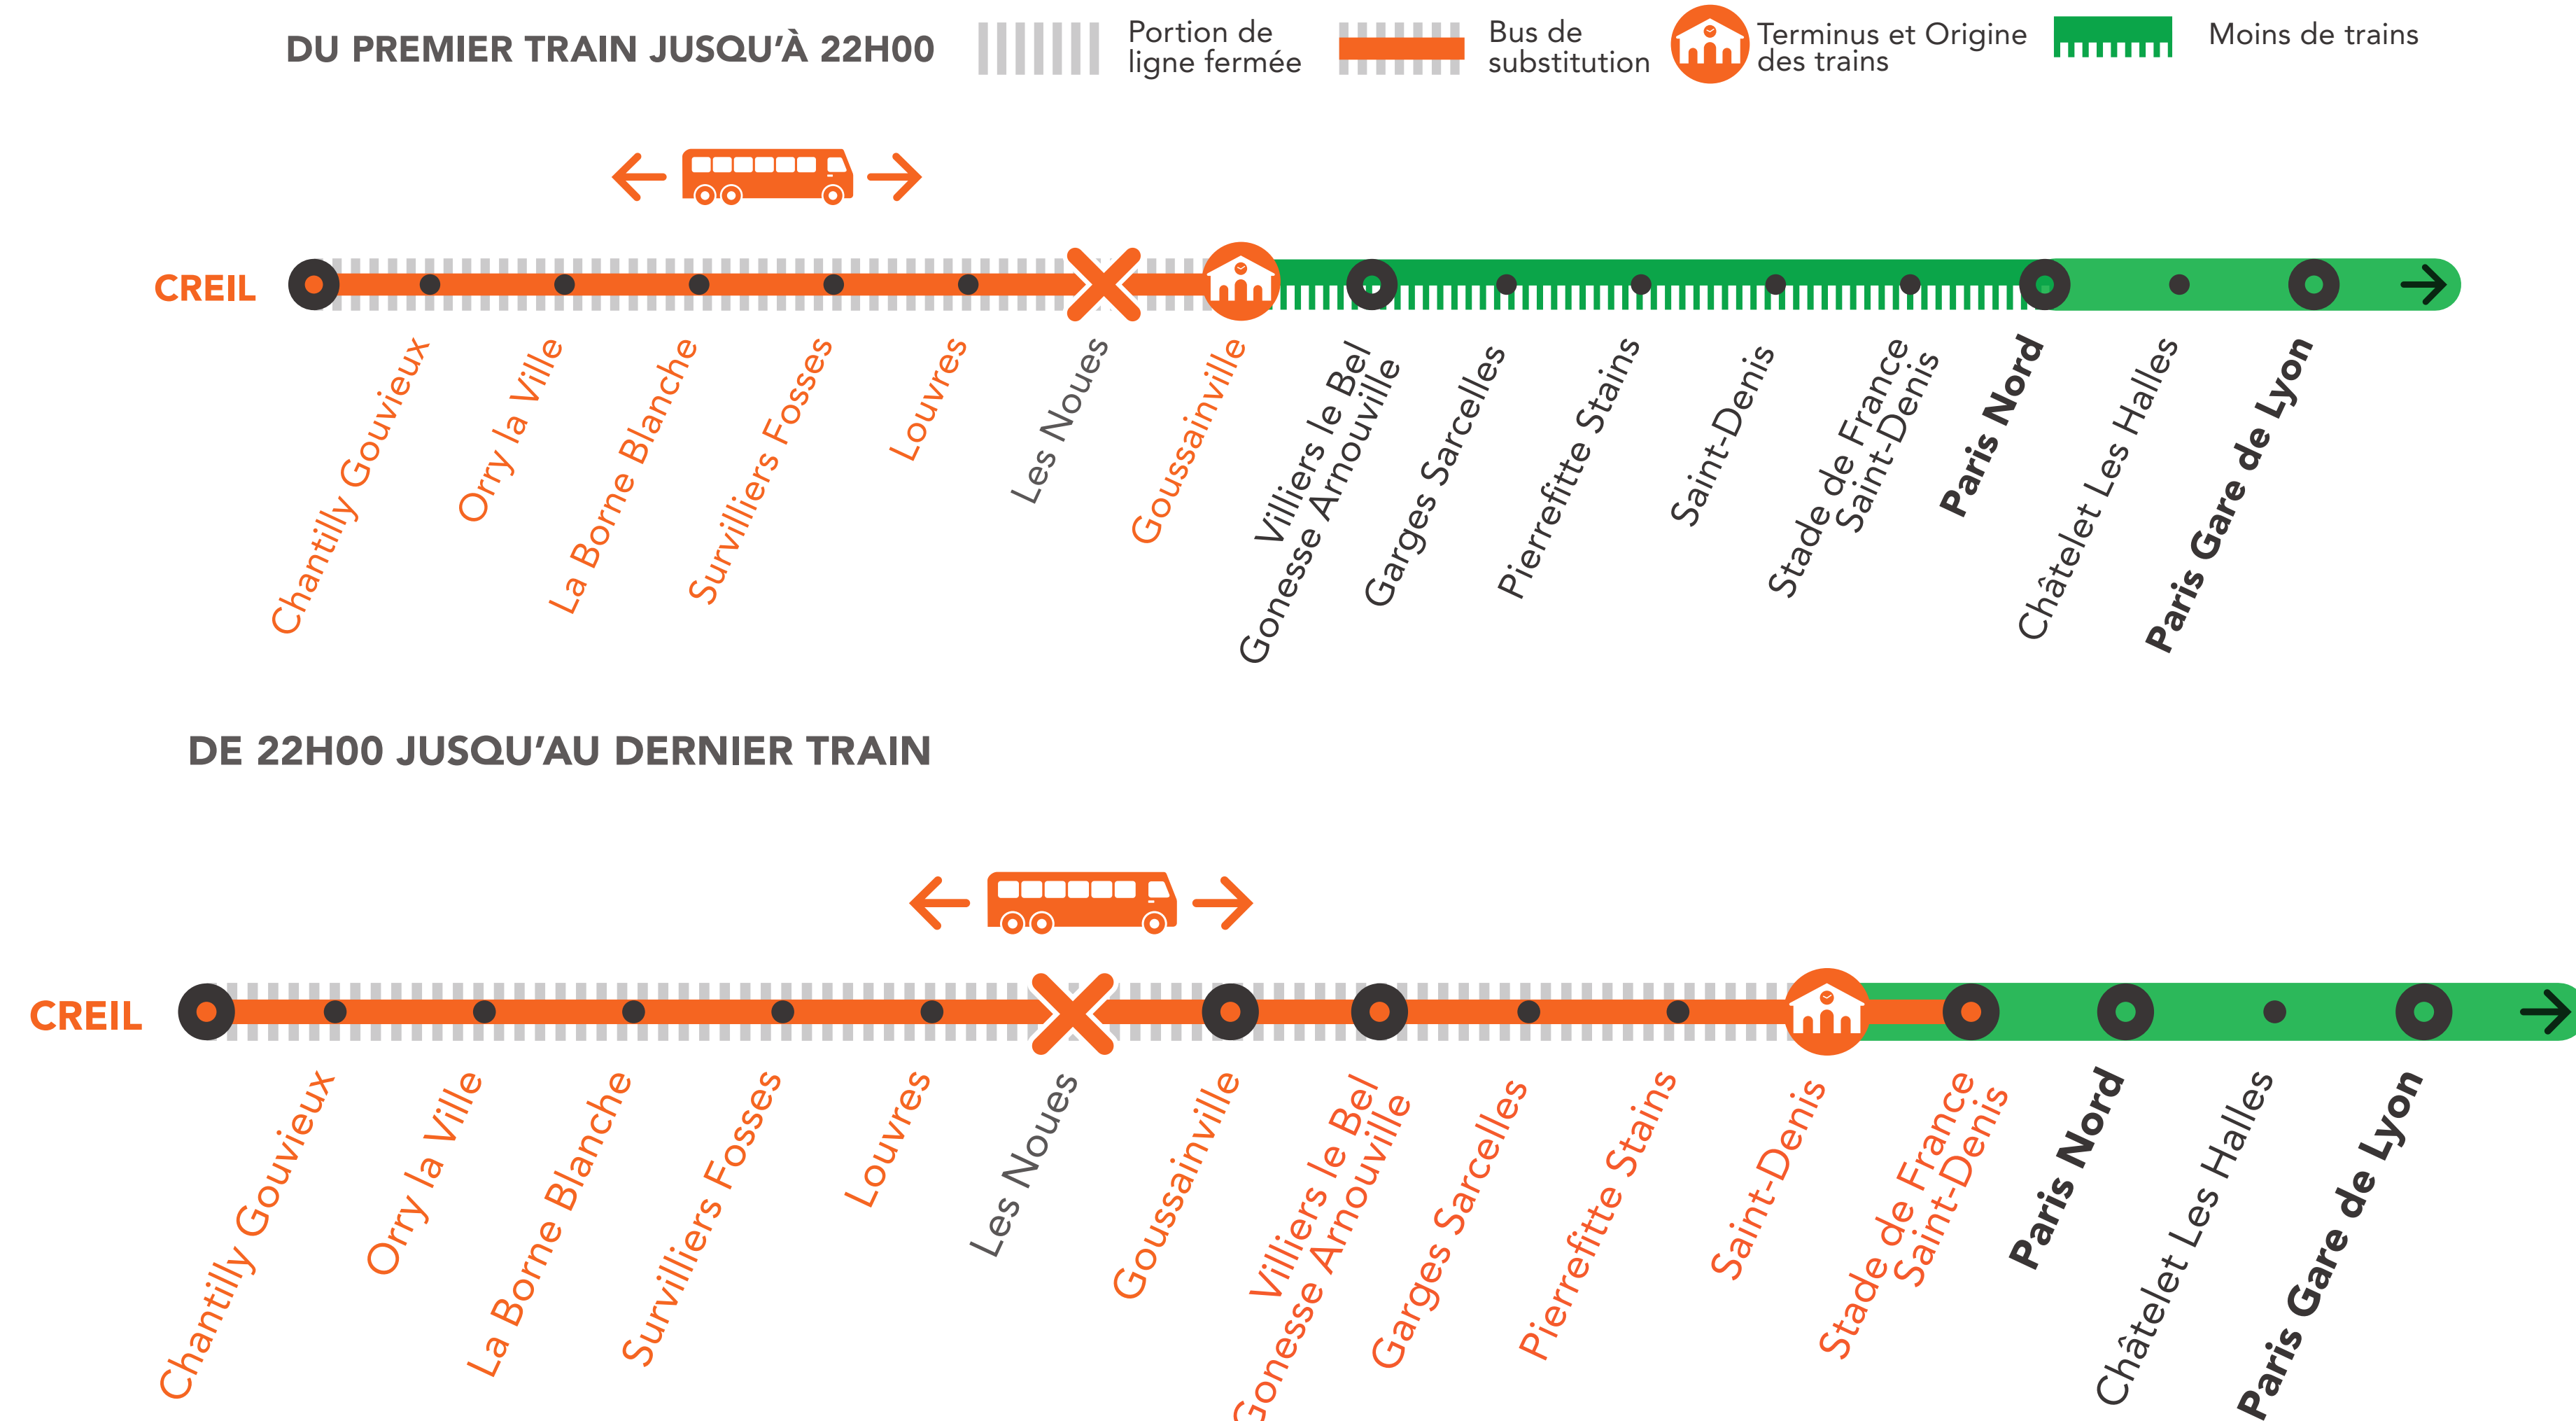 DU PREMIER TRAIN JUSQU'À 22H00
Portion de
ligne fermée
Bus de
substitution
Terminus et Origine
des trains
Moins de trains
CREIL
Chantilly Gouvieux
Orry la Ville
La Borne Blanche
Survilliers Fosses
Louvres
Les Noues
Goussainville
Villiers le Bel
Gonesse Arnouville
Garges Sarcelles
Pierrefitte Stains
Saint-Denis
Stade de France
Saint-Denis
Paris Nord
Châtelet Les Halles
Paris Gare de Lyon
DE 22H00 JUSQU'AU DERNIER TRAIN
CREIL
Chantilly Gouvieux
Orry la Ville
La Borne Blanche
Survilliers Fosses
Louvres
Les Noues
Goussainville
Villiers le Bel
Gonesse Arnouville
Garges Sarcelles
Pierrefitte Stains
Saint-Denis
Stade de France
Saint-Denis
Paris Nord
Châtelet Les Halles
Paris Gare de Lyon